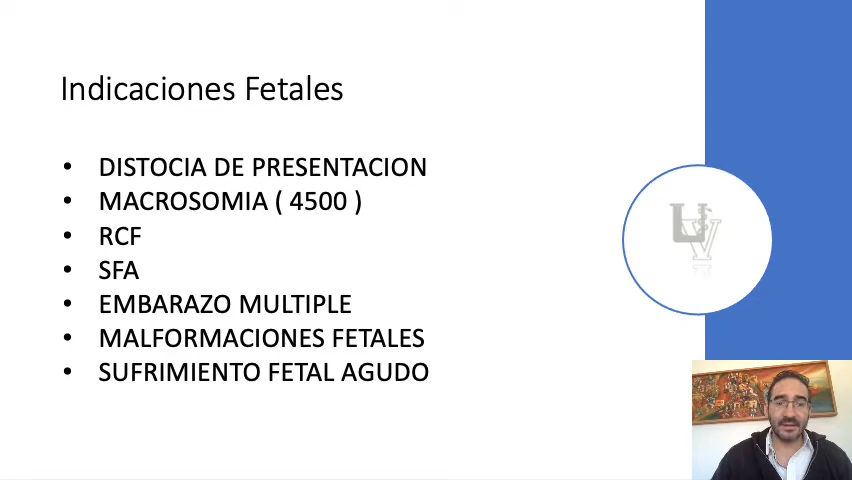 Indicaciones Fetales
• DISTOCIA DE PRESENTACION
• MACROSOMIA ( 4500 )
• RCF
• SFA
• EMBARAZO MULTIPLE
• MALFORMACIONES FETALES
• SUFRIMIENTO FETAL AGUDO